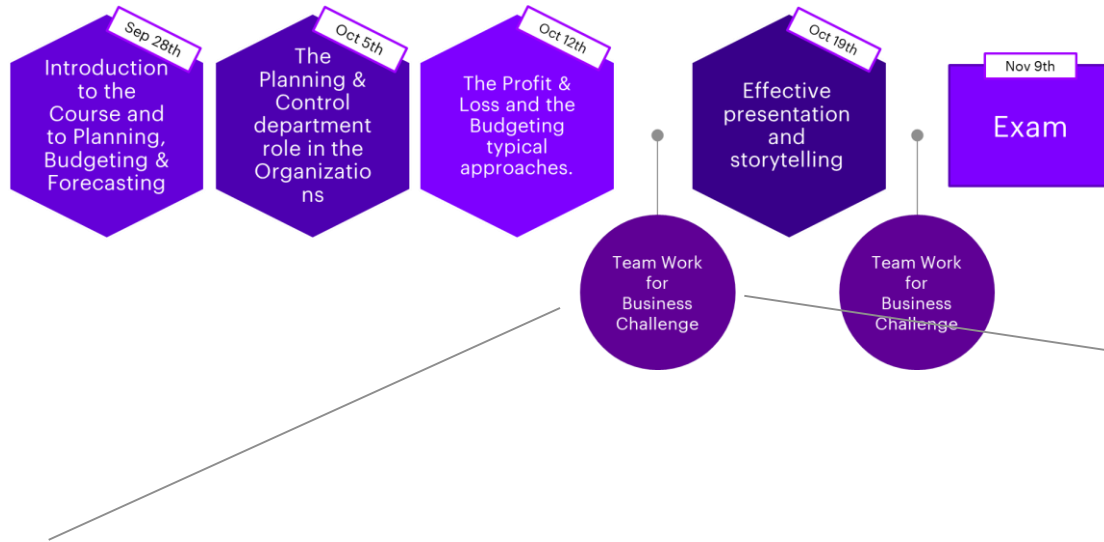 Sep 28th
Introduction
to the
Course and
to Planning,
Budgeting &
Forecasting
Oct 5th
The
Planning &
Control
department
role in the
Organizatio
ns
Oct 12th
The Profit &
Loss and the
Budgeting
typical
approaches.
Oct 19th
Effective
presentation
and
storytelling
Nov 9th
Exam
Team Work
for
Business
Challenge
Team Work
for
Business
Challenge